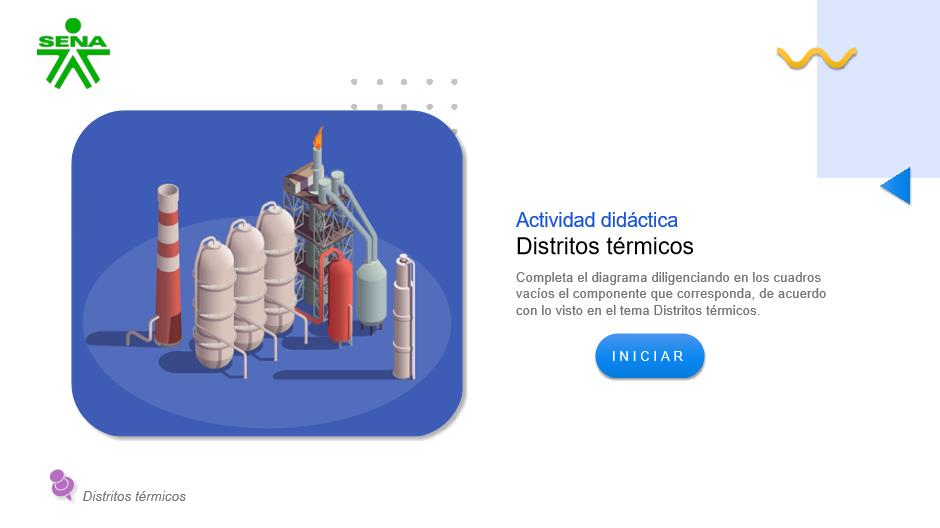 SENA
Actividad didáctica
Distritos térmicos
Completa el diagrama diligenciando en los cuadros
vacíos el componente que corresponda, de acuerdo
con lo visto en el tema Distritos térmicos.
INICIAR
Distritos térmicos